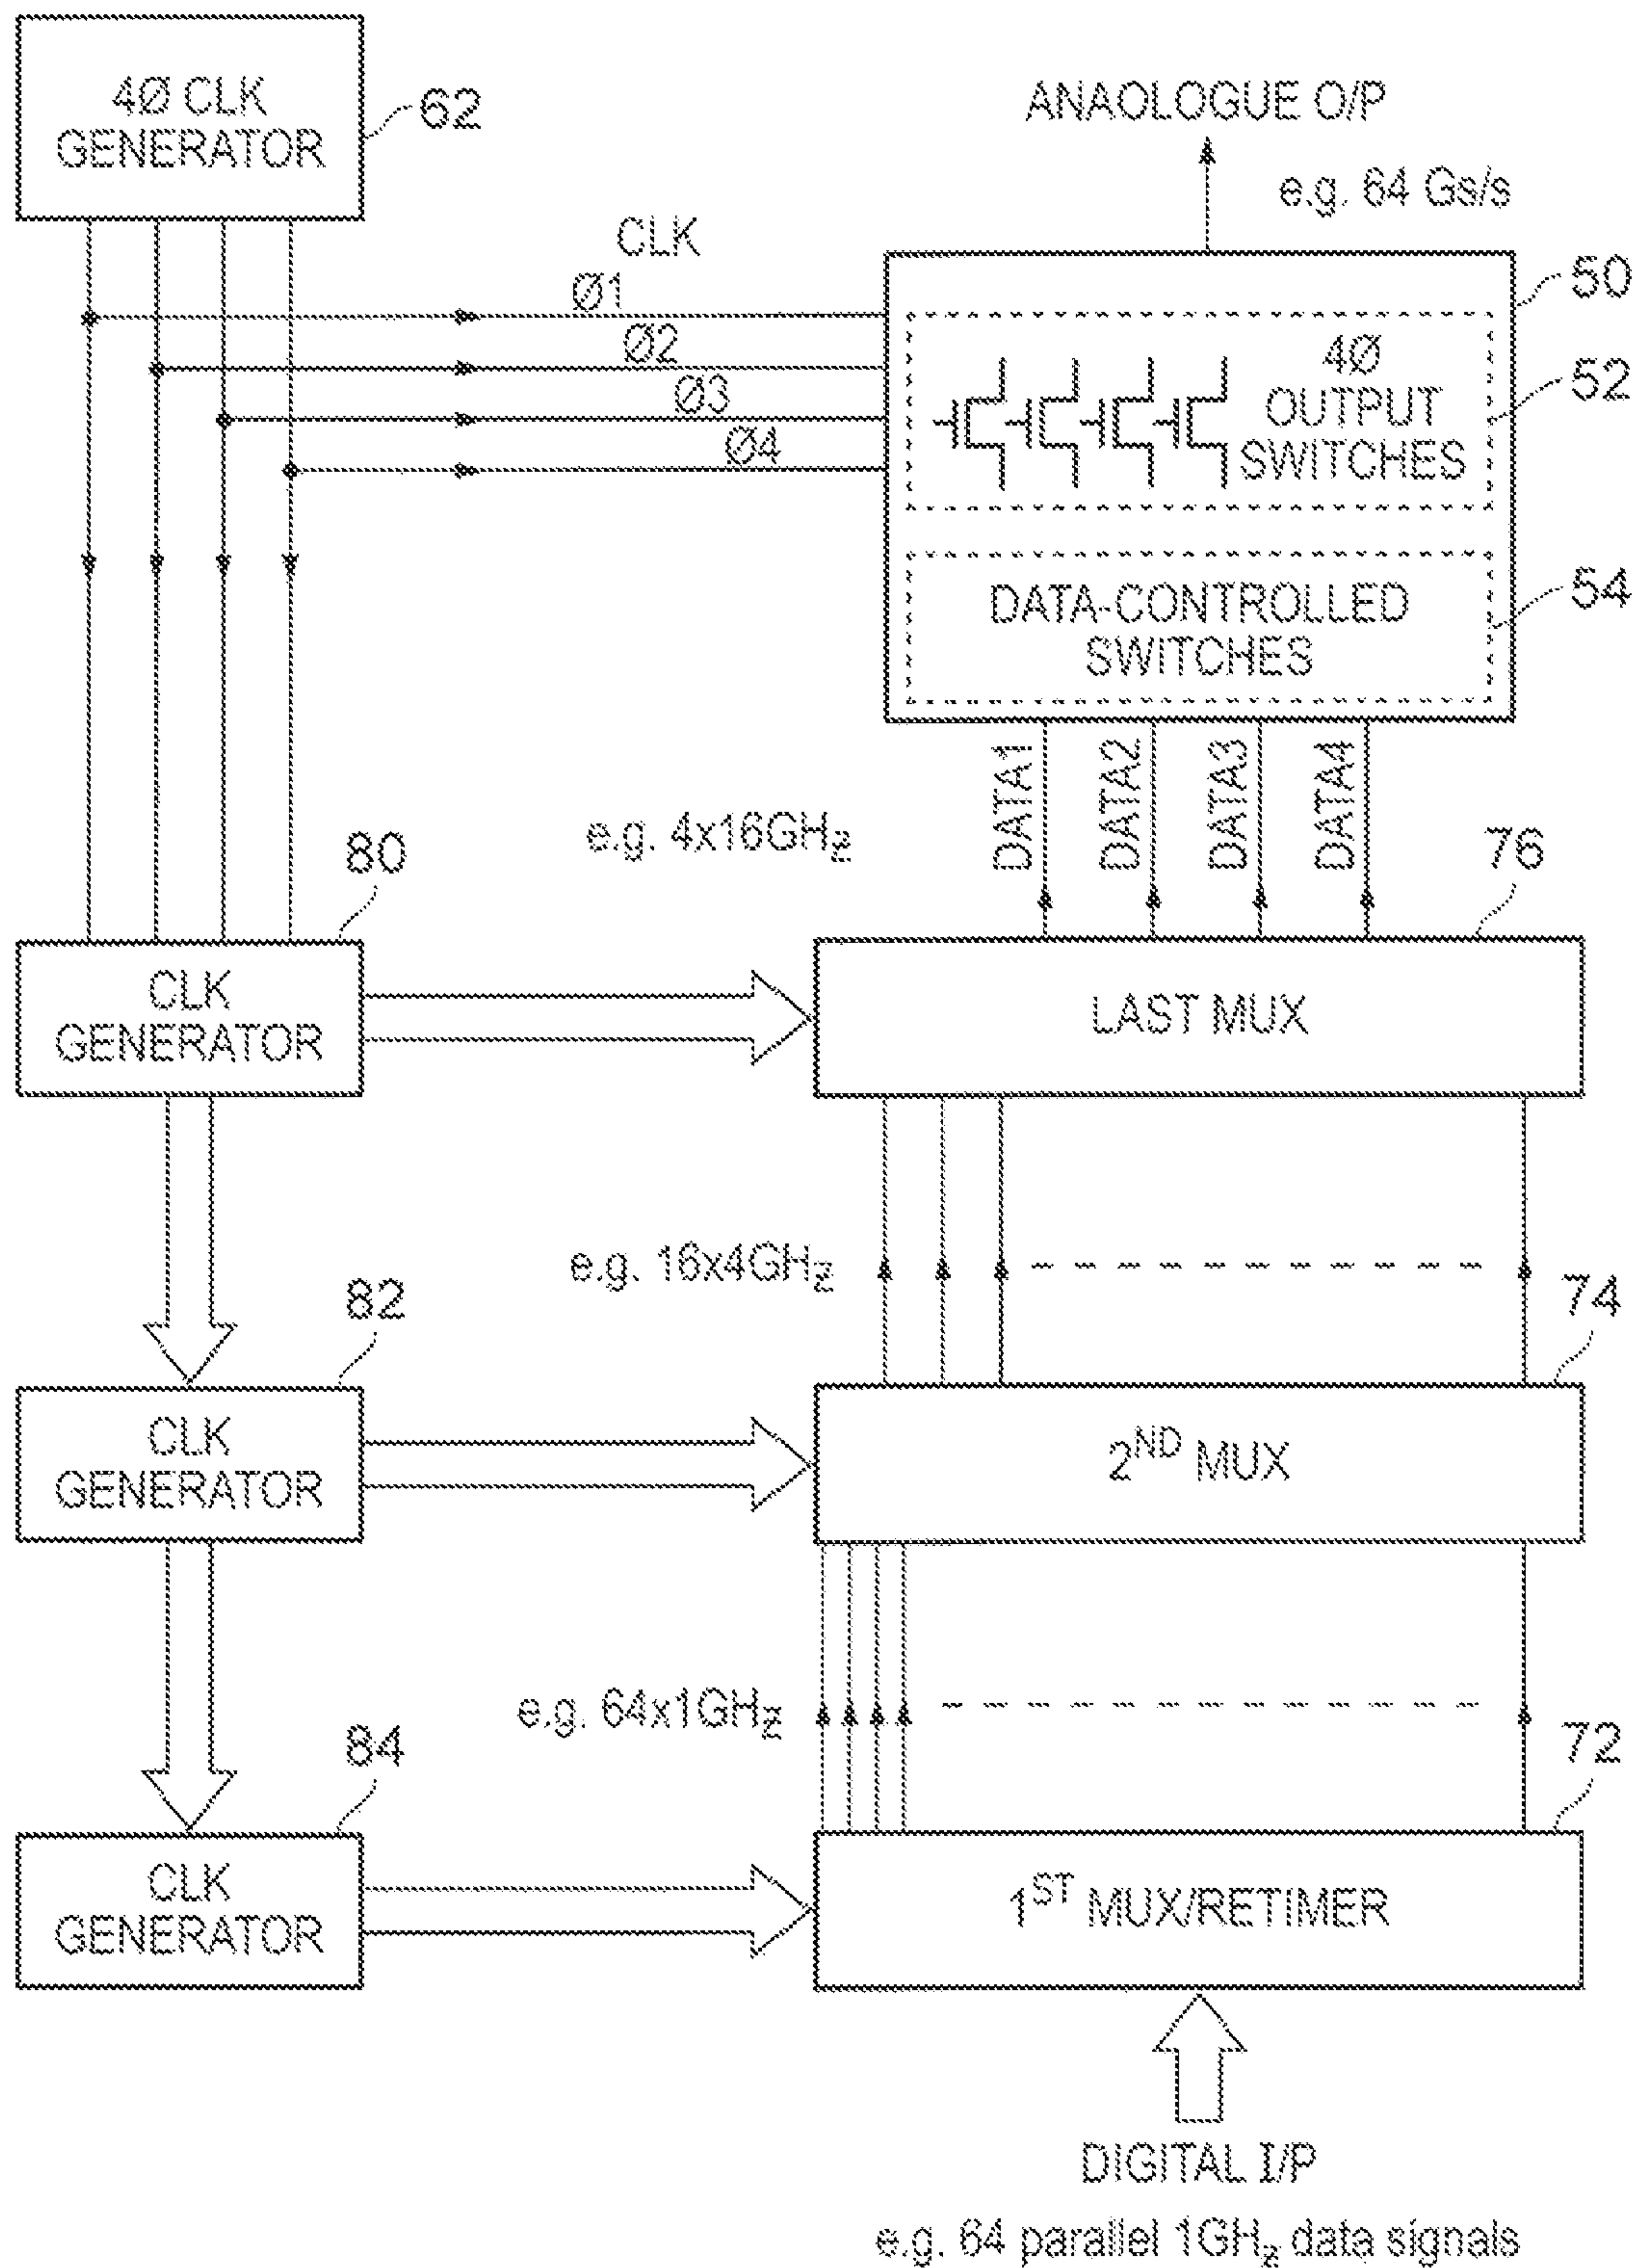 4Ø CLK
GENERATOR
62
ANAOLOGUE O/P
e.g. 64 Gs/s
CLK
Ø1
Ø2
Ø3
Ø4
50
4Ø
OUTPUT
SWITCHES
52
DATA-CONTROLLED
SWITCHES
54
DATA1
DATA2
DATA3
DATA4
e.g. 4x16GHz
80
76
CLK
GENERATOR
LAST MUX
e.g. 16x4GHz
82
74
CLK
GENERATOR
2ND MUX
e.g. 64x1GHz
84
72
CLK
GENERATOR
1ST MUX/RETIMER
DIGITAL I/P
e.g. 64 parallel 1GHz data signals